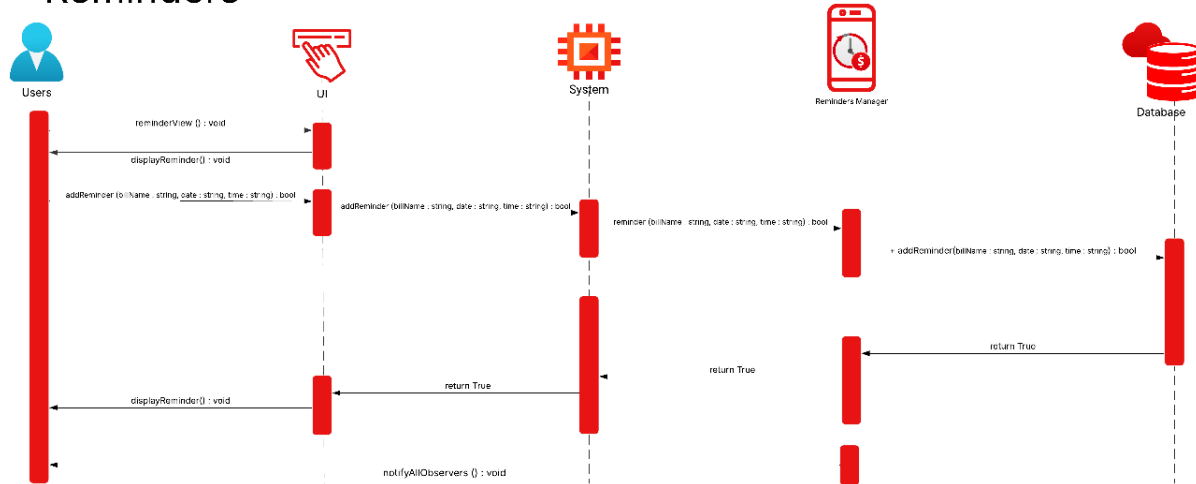 Reminders
Users
UI
System
Reminders Manager
Database
reminderView () : void
displayReminder() : void
addReminder (billName : string, date : string, time : string) : bool
addReminder (billName : string, date : string, time : string) : bool
reminder (billName : string, date : string, time : string) : bool
+ addReminder(billName : string, date : string, time : string) : bool
return True
return True
return True
displayReminder() : void
notifyAllObservers () : void